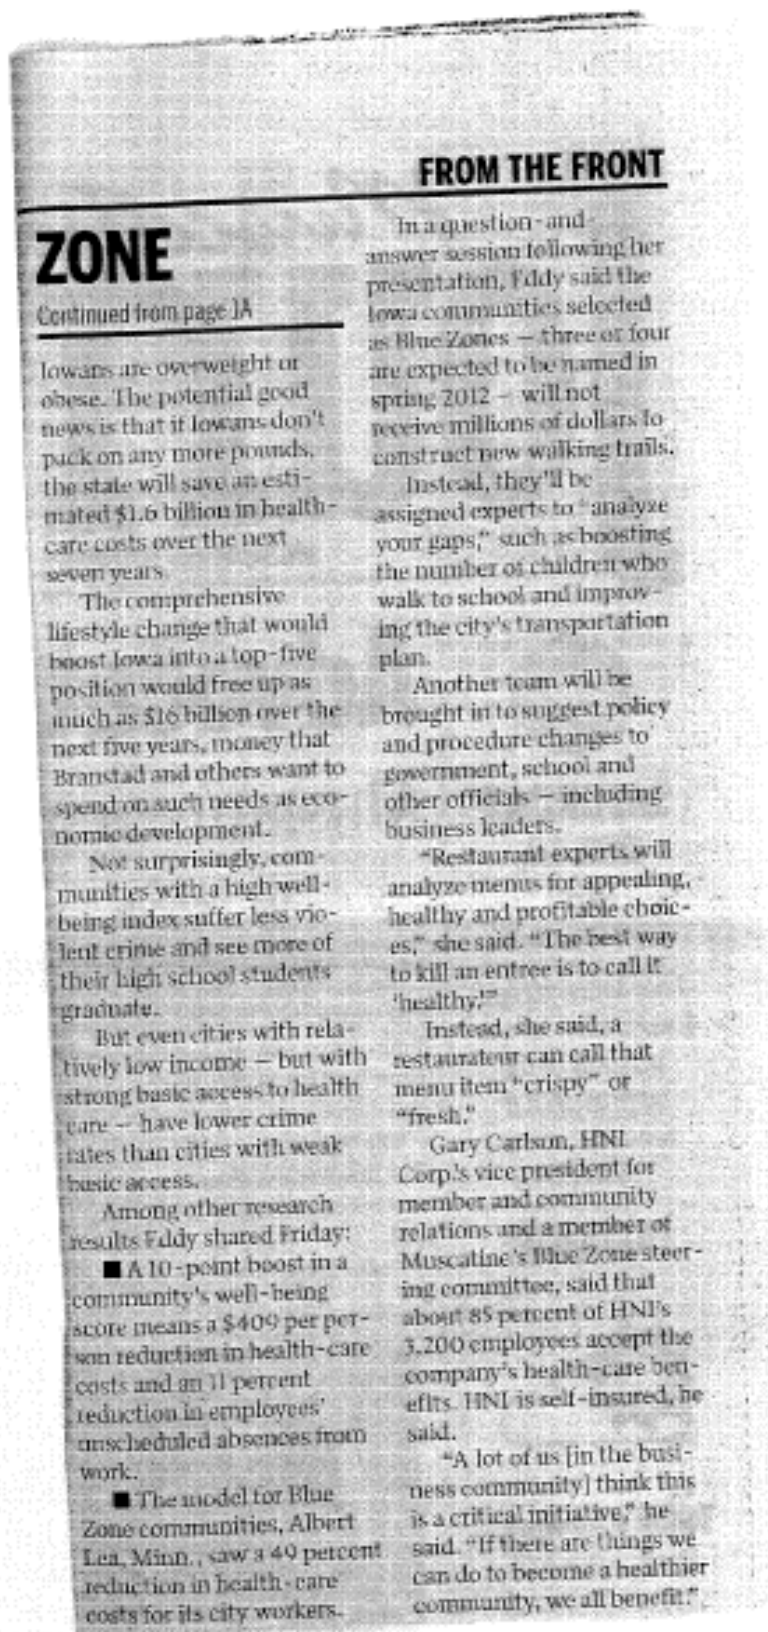 FROM THE FRONT
ZONE
Continued from page 1A
Iowans are overweight or
obese. The potential good
news is that if Iowans don't
pack on any more pounds,
the state will save an esti-
mated $1.6 billion in health-
care costs over the next
seven years.
The comprehensive
lifestyle change that would
boost Iowa into a top-five
position would free up as
much as $16 billion over the
next five years, money that
Branstad and others want to
spend on such needs as eco-
nomic development.
Not surprisingly, com-
munities with a high well-
being index suffer less vio-
lent crime and see more of
their high school students
graduate.
But even cities with rela-
tively low income — but with
strong basic access to health
care — have lower crime
rates than cities with weak
basic access.
Among other research
results Eddy shared Friday:
■ A 10-point boost in a
community's well-being
score means a $409 per per-
son reduction in health-care
costs and an 11 percent
reduction in employees'
unscheduled absences from
work.
■ The model for Blue
Zone communities, Albert
Lea, Minn., saw a 49 percent
reduction in health-care
costs for its city workers.
In a question-and-
answer session following her
presentation, Eddy said the
Iowa communities selected
as Blue Zones — three or four
are expected to be named in
spring 2012 — will not
receive millions of dollars to
construct new walking trails.
Instead, they'll be
assigned experts to "analyze
your gaps," such as boosting
the number of children who
walk to school and improv-
ing the city's transportation
plan.
Another team will be
brought in to suggest policy
and procedure changes to
government, school and
other officials — including
business leaders.
"Restaurant experts will
analyze menus for appealing,
healthy and profitable choic-
es," she said. "The best way
to kill an entree is to call it
'healthy.'"
Instead, she said, a
restaurateur can call that
menu item "crispy" or
"fresh."
Gary Carlson, HNI
Corp.'s vice president for
member and community
relations and a member of
Muscatine's Blue Zone steer-
ing committee, said that
about 85 percent of HNI's
3,200 employees accept the
company's health-care ben-
efits. HNI is self-insured, he
said.
"A lot of us [in the busi-
ness community] think this
is a critical initiative," he
said. "If there are things we
can do to become a healthier
community, we all benefit."